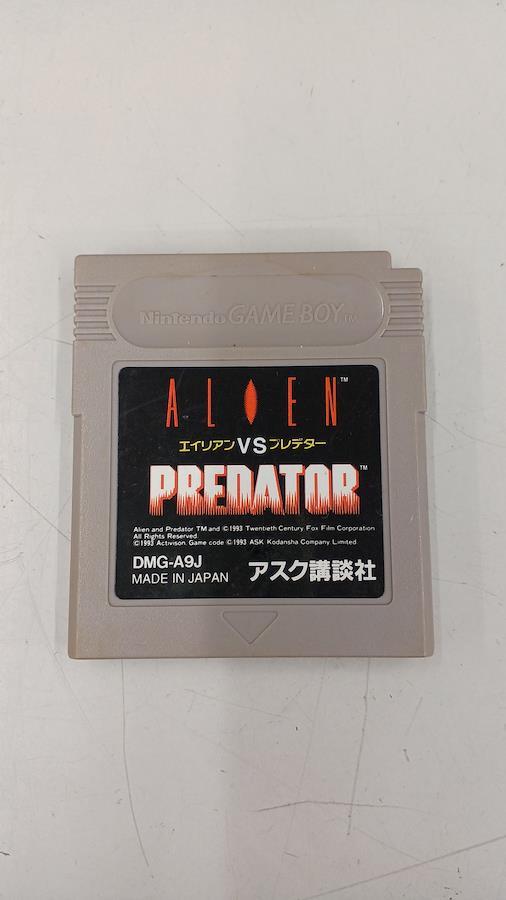 Nintendo GAME BOY TM
ALIEN TM
エイリアン VS プレデター
PREDATOR TM
Alien and Predator TM and © 1993 Twentieth Century Fox Film Corporation
All Rights Reserved.
© 1993 Activison. Game code © 1993 ASK Kodansha Company Limited.
DMG-A9J
MADE IN JAPAN
アスク講談社